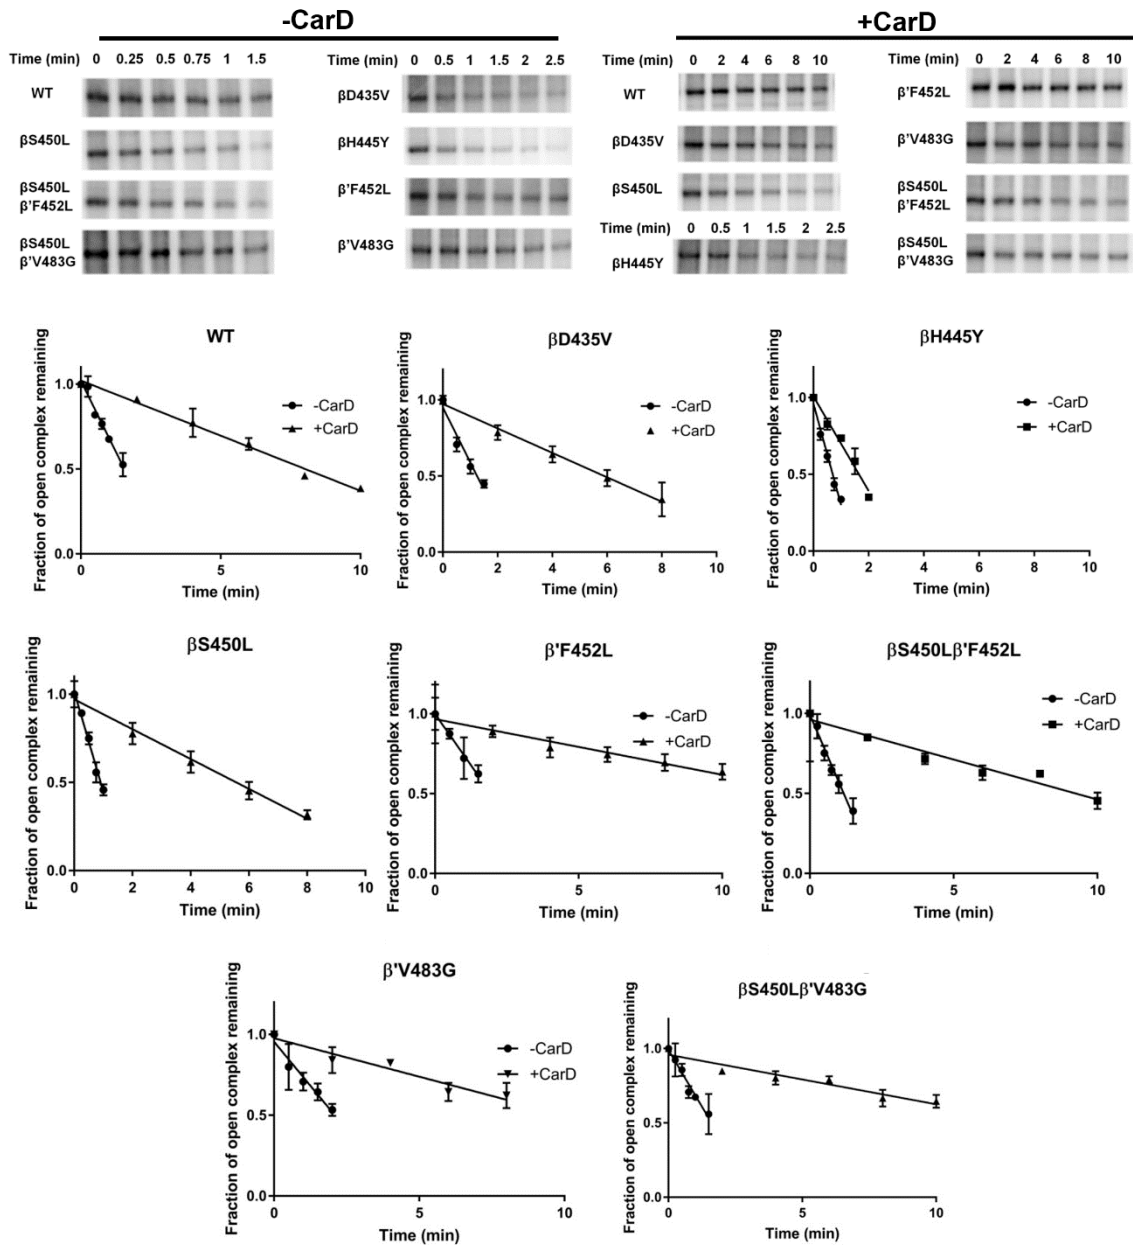 -CarD
+CarD
Time (min) 0 0.25 0.5 0.75 1 1.5
WT
βS450L
βS450L
β'F452L
βS450L
β'V483G
Time (min) 0 0.5 1 1.5 2 2.5
βD435V
βH445Y
β'F452L
β'V483G
Time (min) 0 2 4 6 8 10
WT
βD435V
βS450L
Time (min) 0 0.5 1 1.5 2 2.5
βH445Y
Time (min) 0 2 4 6 8 10
β'F452L
β'V483G
βS450L
β'F452L
βS450L
β'V483G
WT
Fraction of open complex remaining
1.0
0.5
0.0
0 5 10
Time (min)
-CarD
+CarD
βD435V
Fraction of open complex remaining
1.0
0.5
0.0
0 2 4 6 8 10
Time (min)
-CarD
+CarD
βH445Y
Fraction of open complex remaining
1.0
0.5
0.0
0 2 4 6 8 10
Time (min)
-CarD
+CarD
βS450L
Fraction of open complex remaining
1.0
0.5
0.0
0 2 4 6 8 10
Time (min)
-CarD
+CarD
β'F452L
Fraction of open complex remaining
1.0
0.5
0.0
0 5 10
Time (min)
-CarD
+CarD
βS450Lβ'F452L
Fraction of open complex remaining
1.0
0.5
0.0
0 5 10
Time (min)
-CarD
+CarD
β'V483G
Fraction of open complex remaining
1.0
0.5
0.0
0 5 10
Time (min)
-CarD
+CarD
βS450Lβ'V483G
Fraction of open complex remaining
1.0
0.5
0.0
0 2 4 6 8 10
Time (min)
-CarD
+CarD